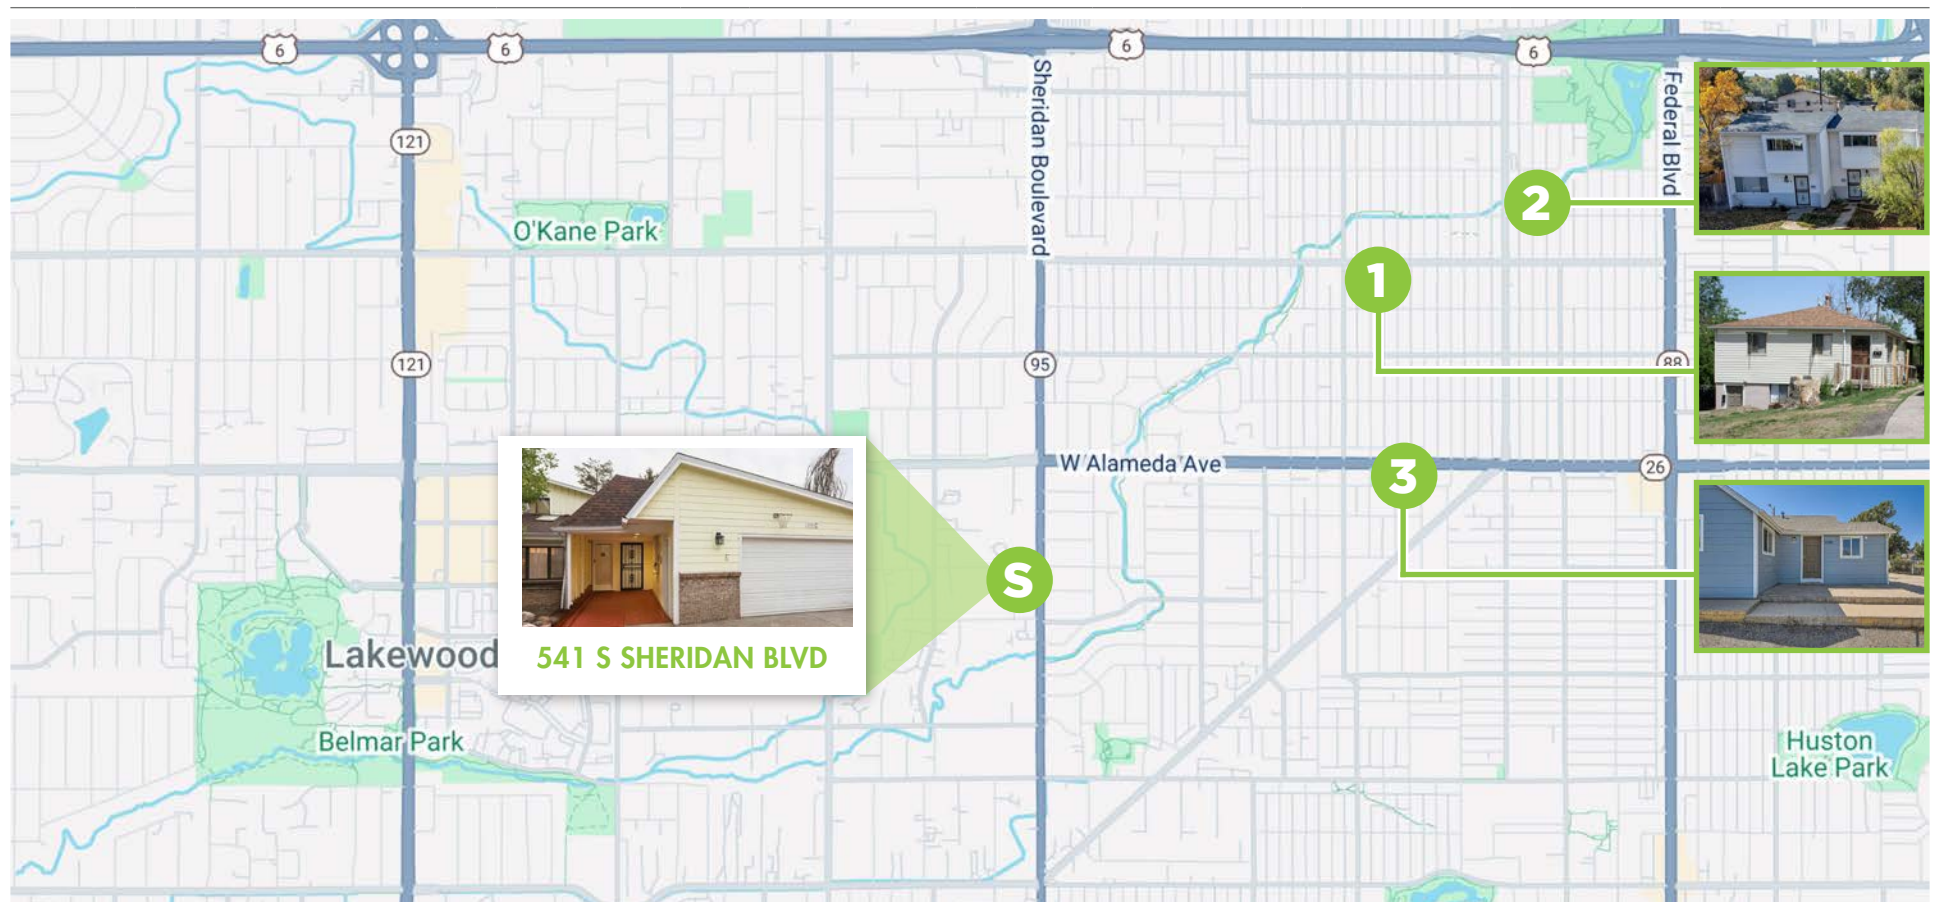 6
6
6
6
121
Sheridan Boulevard
Federal Blvd
2
O'Kane Park
1
121
95
88
W Alameda Ave
3
26
S
541 S SHERIDAN BLVD
Lakewood
Belmar Park
Huston
Lake Park